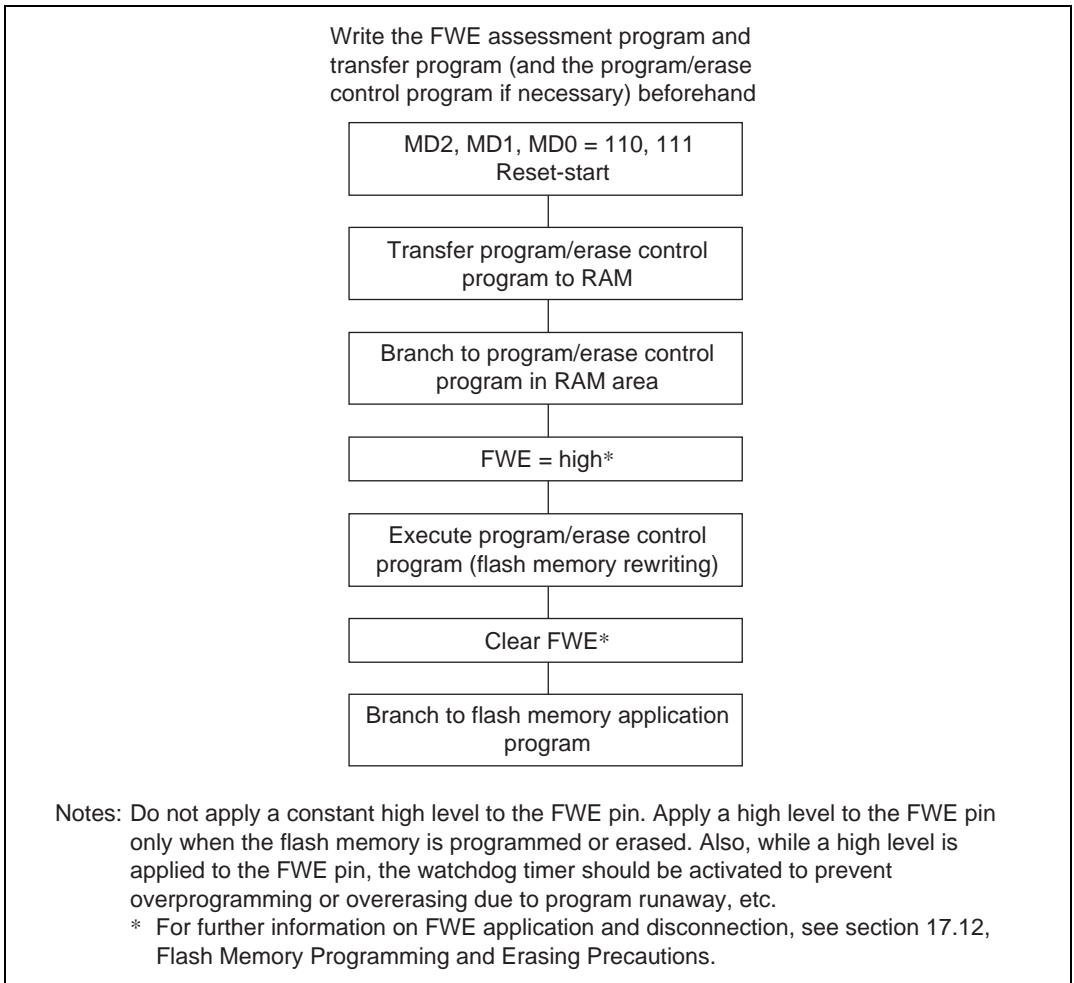 Write the FWE assessment program and
transfer program (and the program/erase
control program if necessary) beforehand
MD2, MD1, MD0 = 110, 111
Reset-start
Transfer program/erase control
program to RAM
Branch to program/erase control
program in RAM area
FWE = high*
Execute program/erase control
program (flash memory rewriting)
Clear FWE*
Branch to flash memory application
program
Notes: Do not apply a constant high level to the FWE pin. Apply a high level to the FWE pin
only when the flash memory is programmed or erased. Also, while a high level is
applied to the FWE pin, the watchdog timer should be activated to prevent
overprogramming or overerasing due to program runaway, etc.
* For further information on FWE application and disconnection, see section 17.12,
Flash Memory Programming and Erasing Precautions.